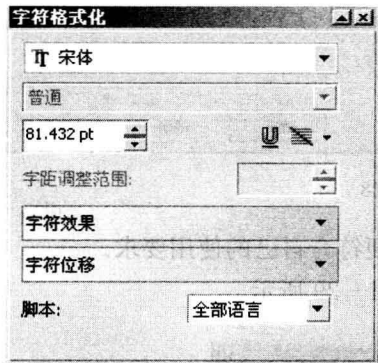 字符格式化
宋体
普通
81.432 pt
字距调整范围:
字符效果
字符位移
脚本: 全部语言